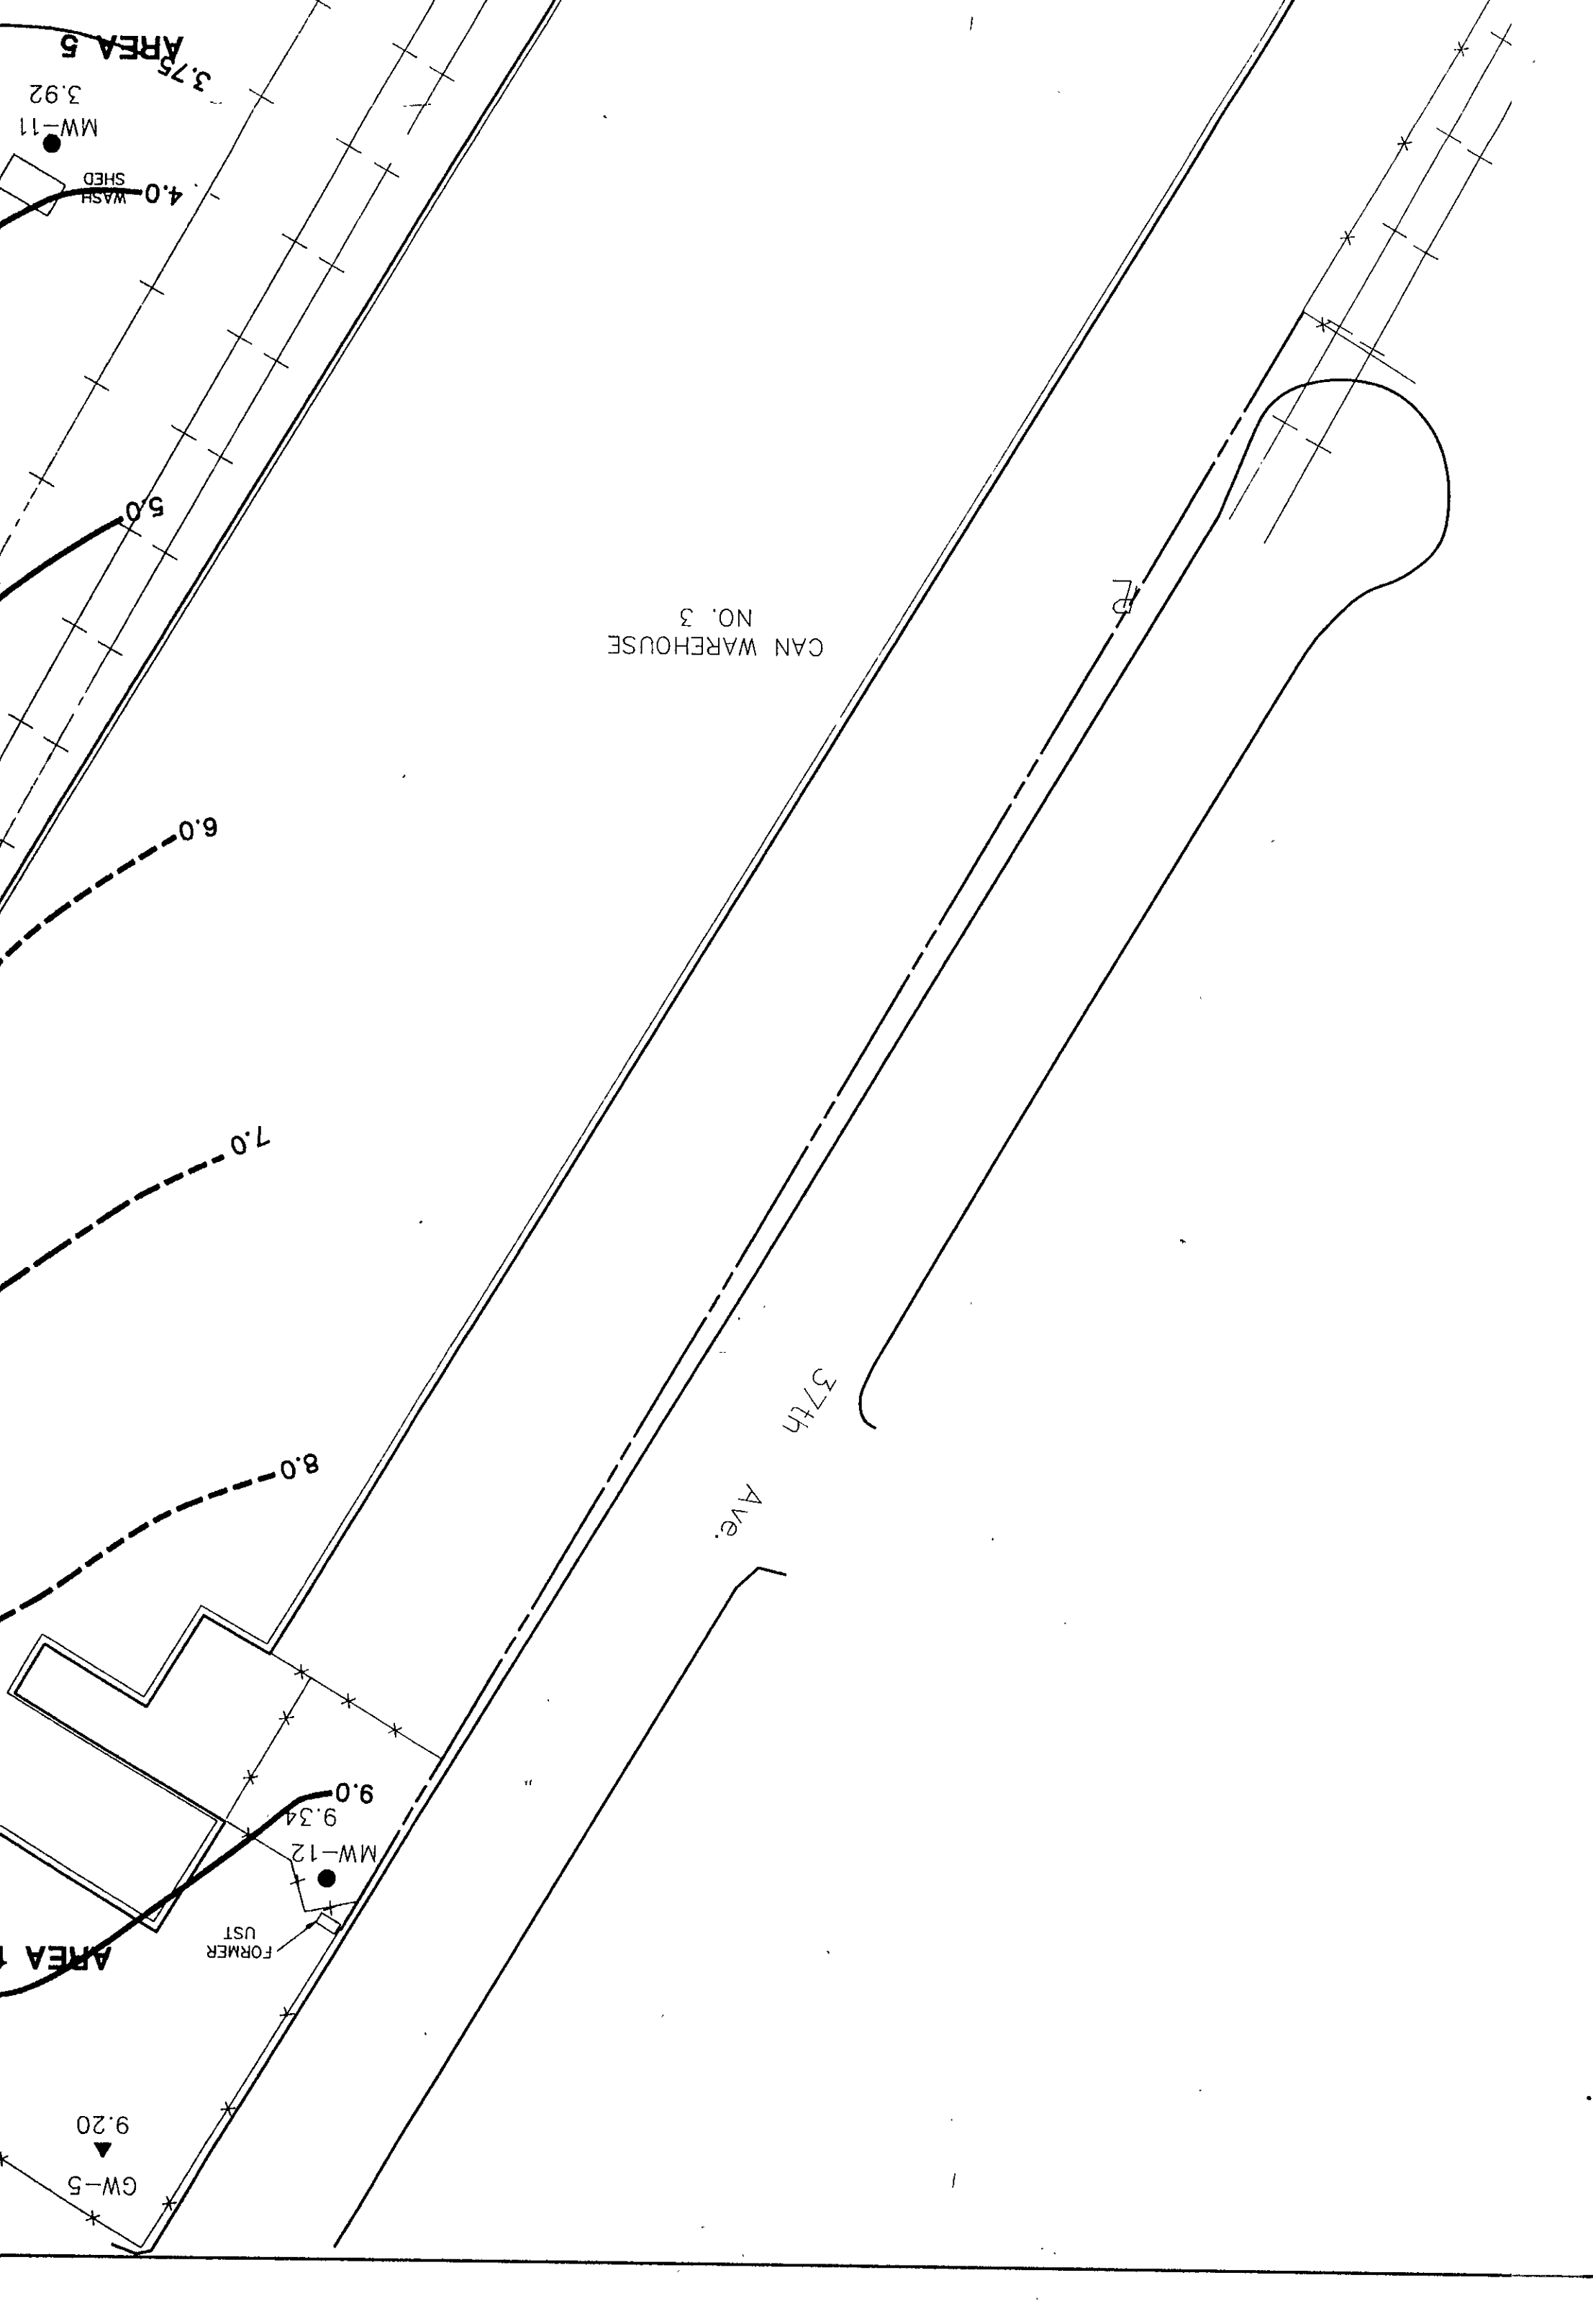 GW-5
9.20
AREA 1
FORMER
UST
MW-12
9.34
9.0
8.0
37th Ave.
7.0
6.0
CAN WAREHOUSE
NO. 3
PL
5.0
4.0
WASH
SHED
MW-11
3.92
3.75
AREA 5